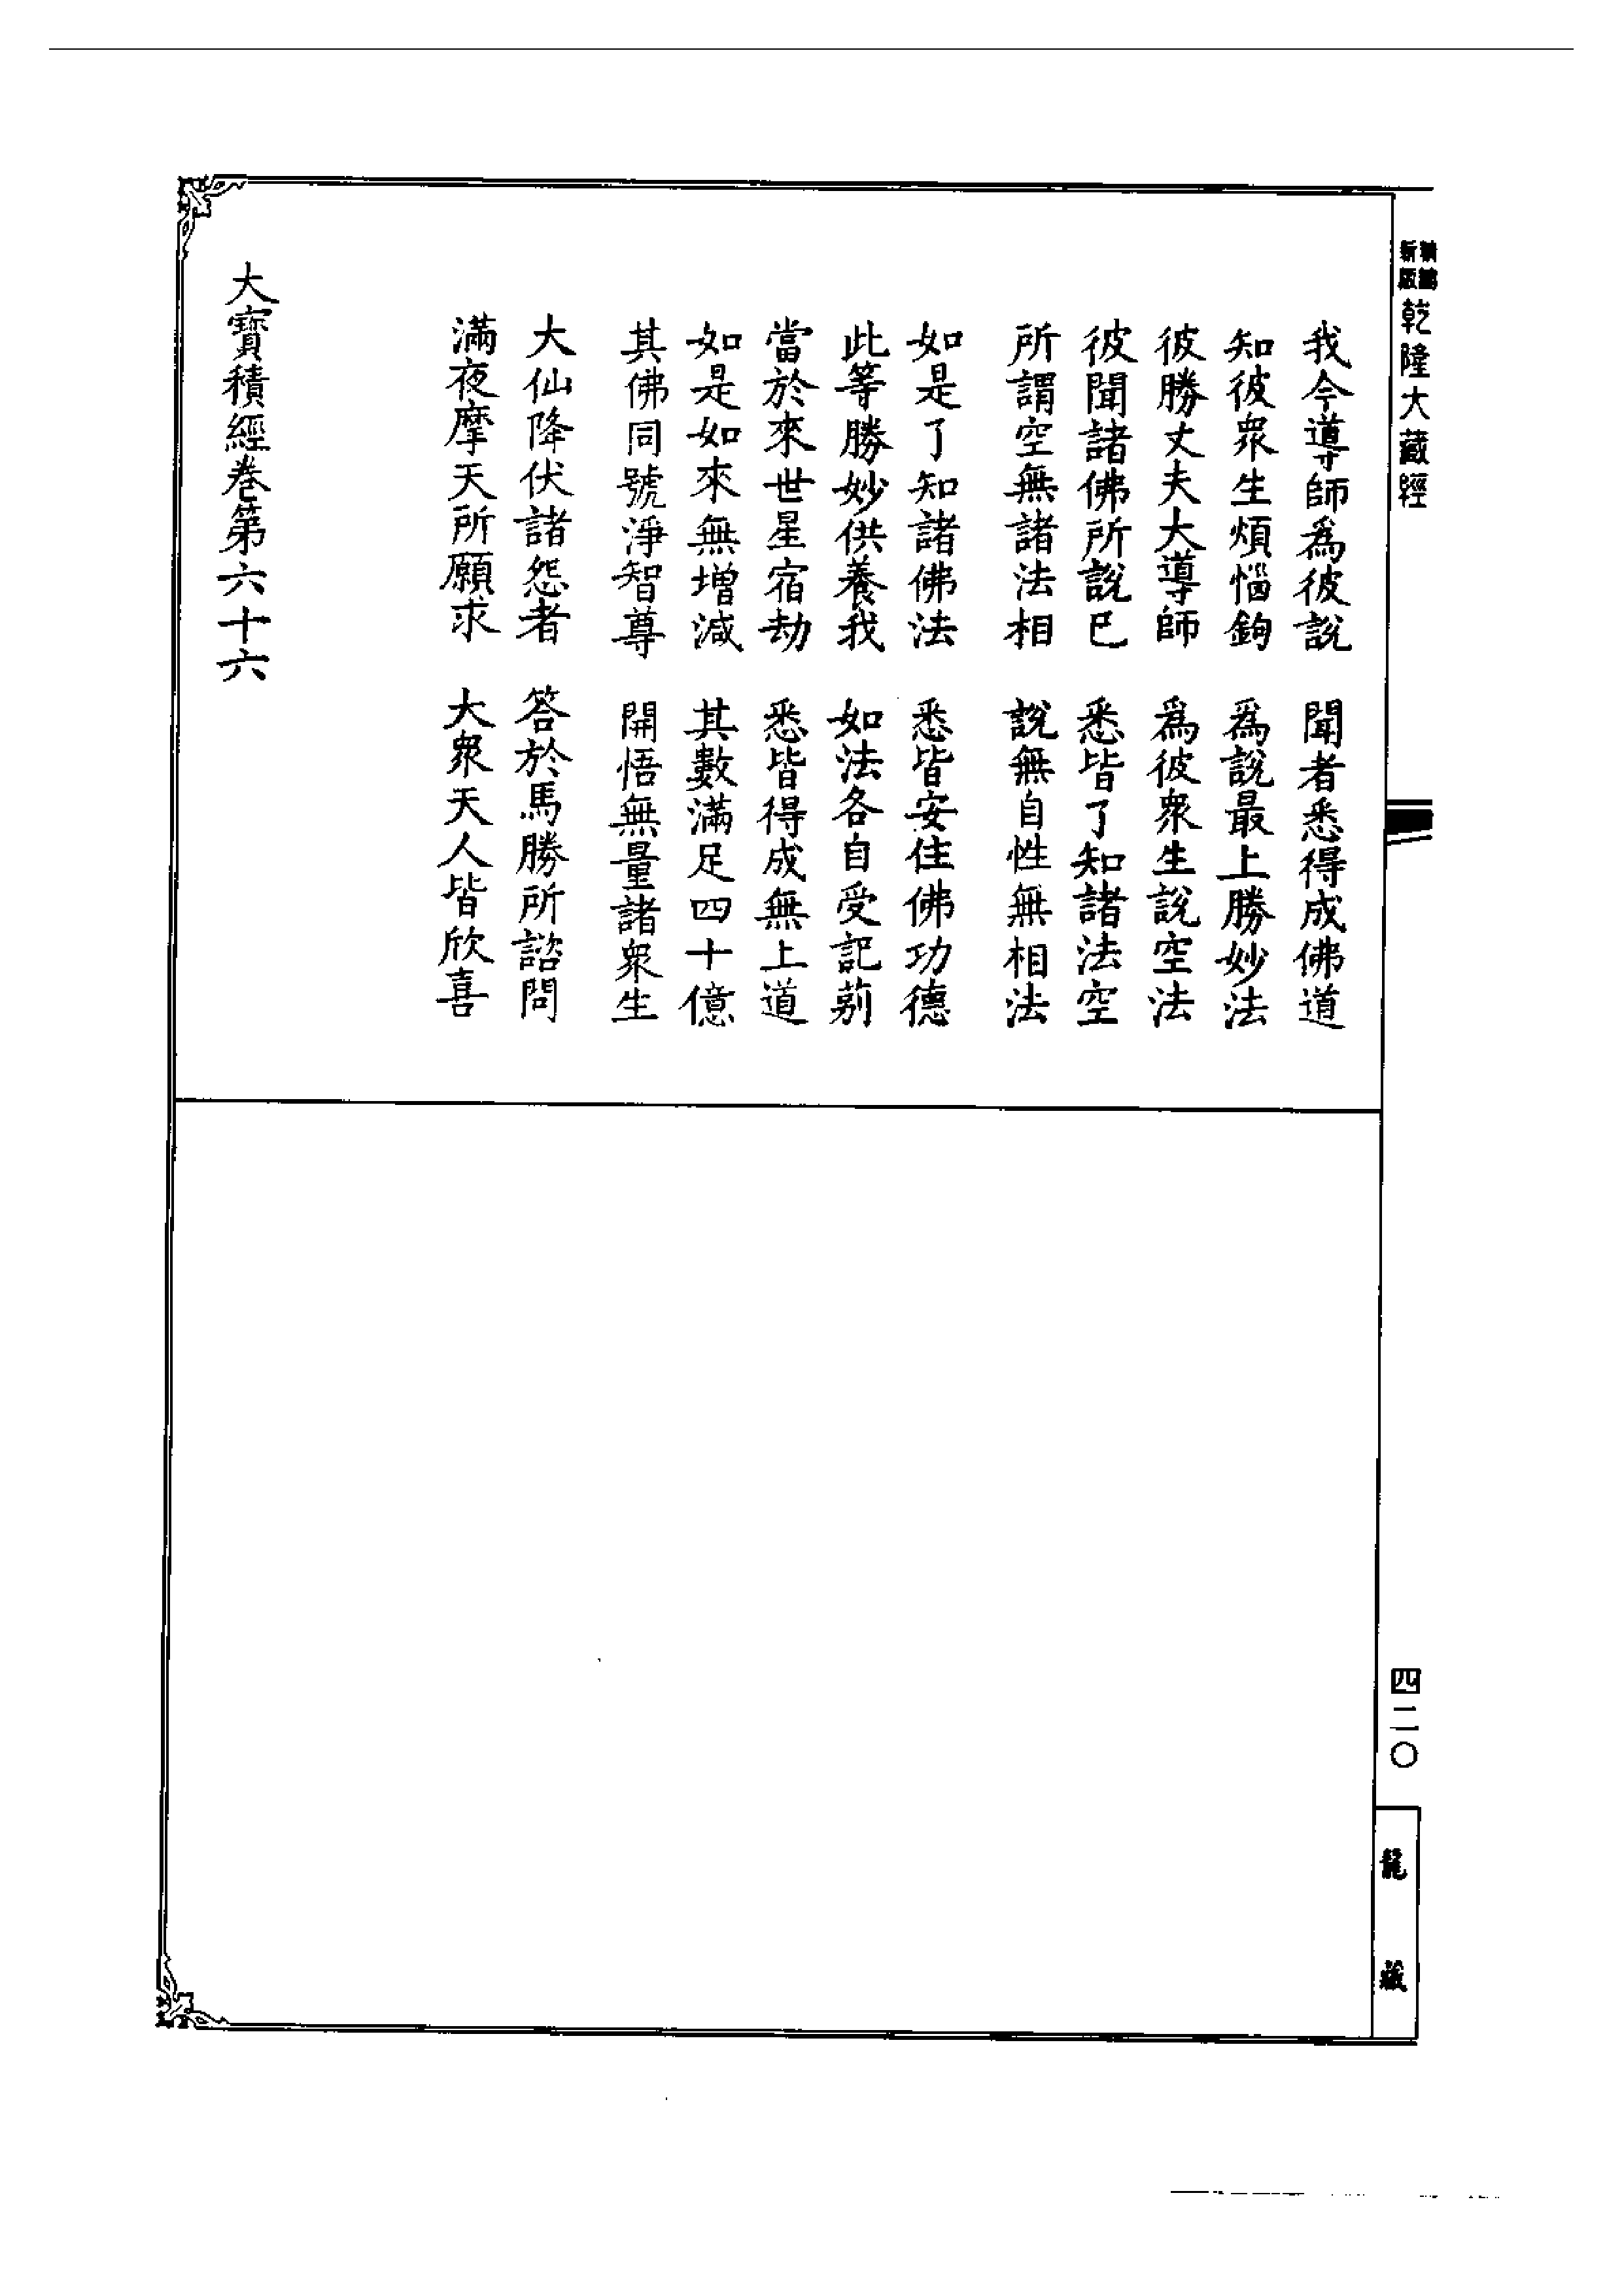 新版
乾隆大藏經
我今導師為彼說　聞者悉得成佛道
知彼眾生煩惱鉤　為說最上勝妙法
彼勝丈夫大導師　為彼眾生說空法
彼聞諸佛所說已　悉皆了知諸法空
所謂空無諸法相　說無自性無相法
如是了知諸佛法　悉皆安住佛功德
此等勝妙供養我　如法各自受記莂
當於來世星宿劫　悉皆得成無上道
如是如來無增減　其數滿足四十億
其佛同號淨智尊　開悟無量諸眾生
大仙降伏諸怨者　答於馬勝所諮問
滿夜摩天所願求　大眾天人皆欣喜
大寶積經卷第六十六
四二〇
龍藏